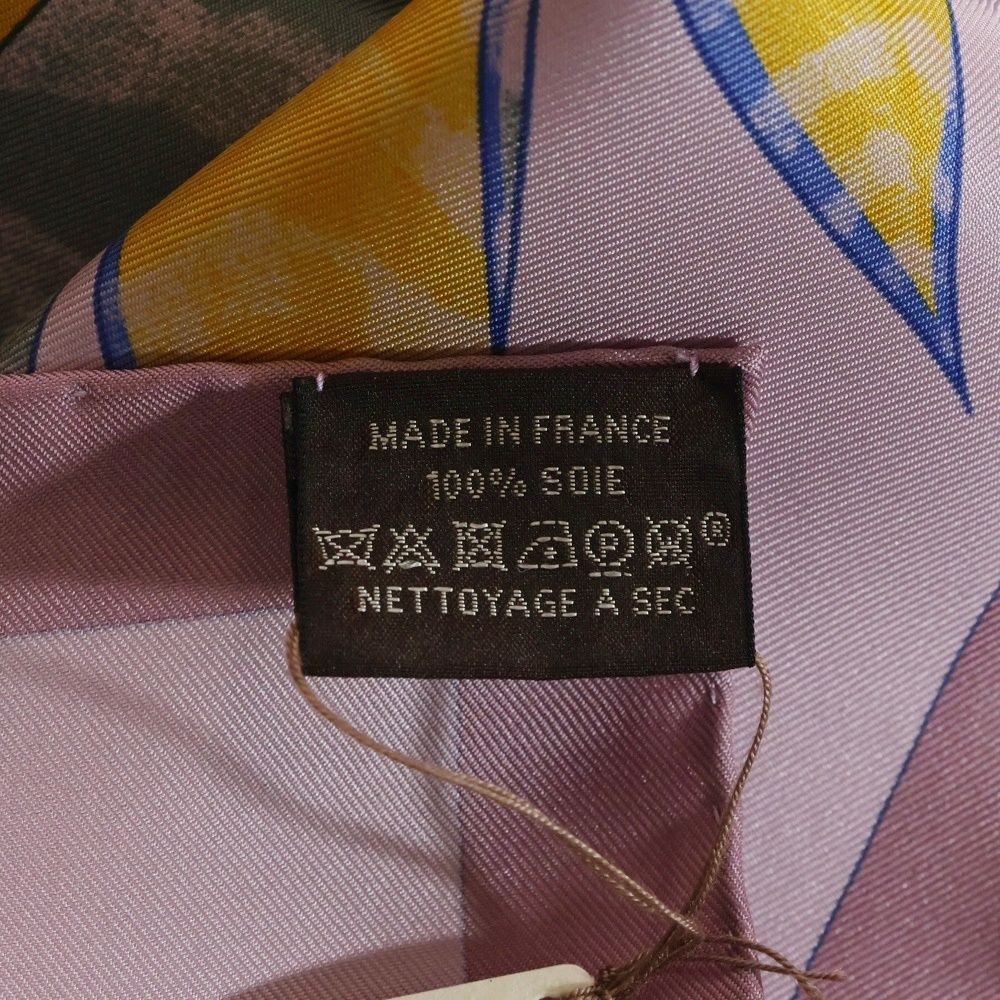 MADE IN FRANCE
100% SOIE
P W ®
NETTOYAGE A SEC